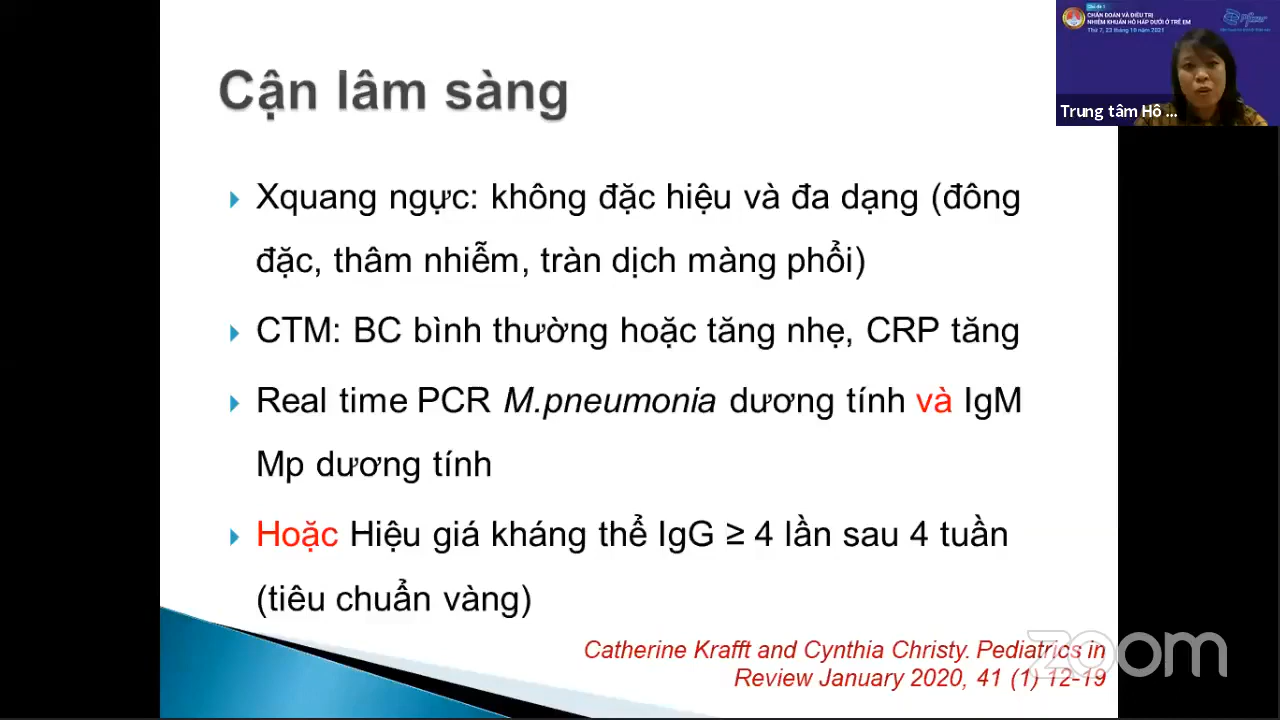 Cận lâm sàng
Xquang ngực: không đặc hiệu và đa dạng (đông
đặc, thâm nhiễm, tràn dịch màng phổi)
CTM: BC bình thường hoặc tăng nhẹ, CRP tăng
Real time PCR M.pneumonia dương tính và IgM
Mp dương tính
Hoặc Hiệu giá kháng thể IgG ≥ 4 lần sau 4 tuần
(tiêu chuẩn vàng)
Catherine Krafft and Cynthia Christy. Pediatrics in
Review January 2020, 41 (1) 12-19
zoom
Chủ đề 1
CHẨN ĐOÁN VÀ ĐIỀU TRỊ
NHIỄM KHUẨN HÔ HẤP DƯỚI Ở TRẺ EM
Thứ 7, 23 tháng 10 năm 2021
Pfizer
Trung tâm Hô ...